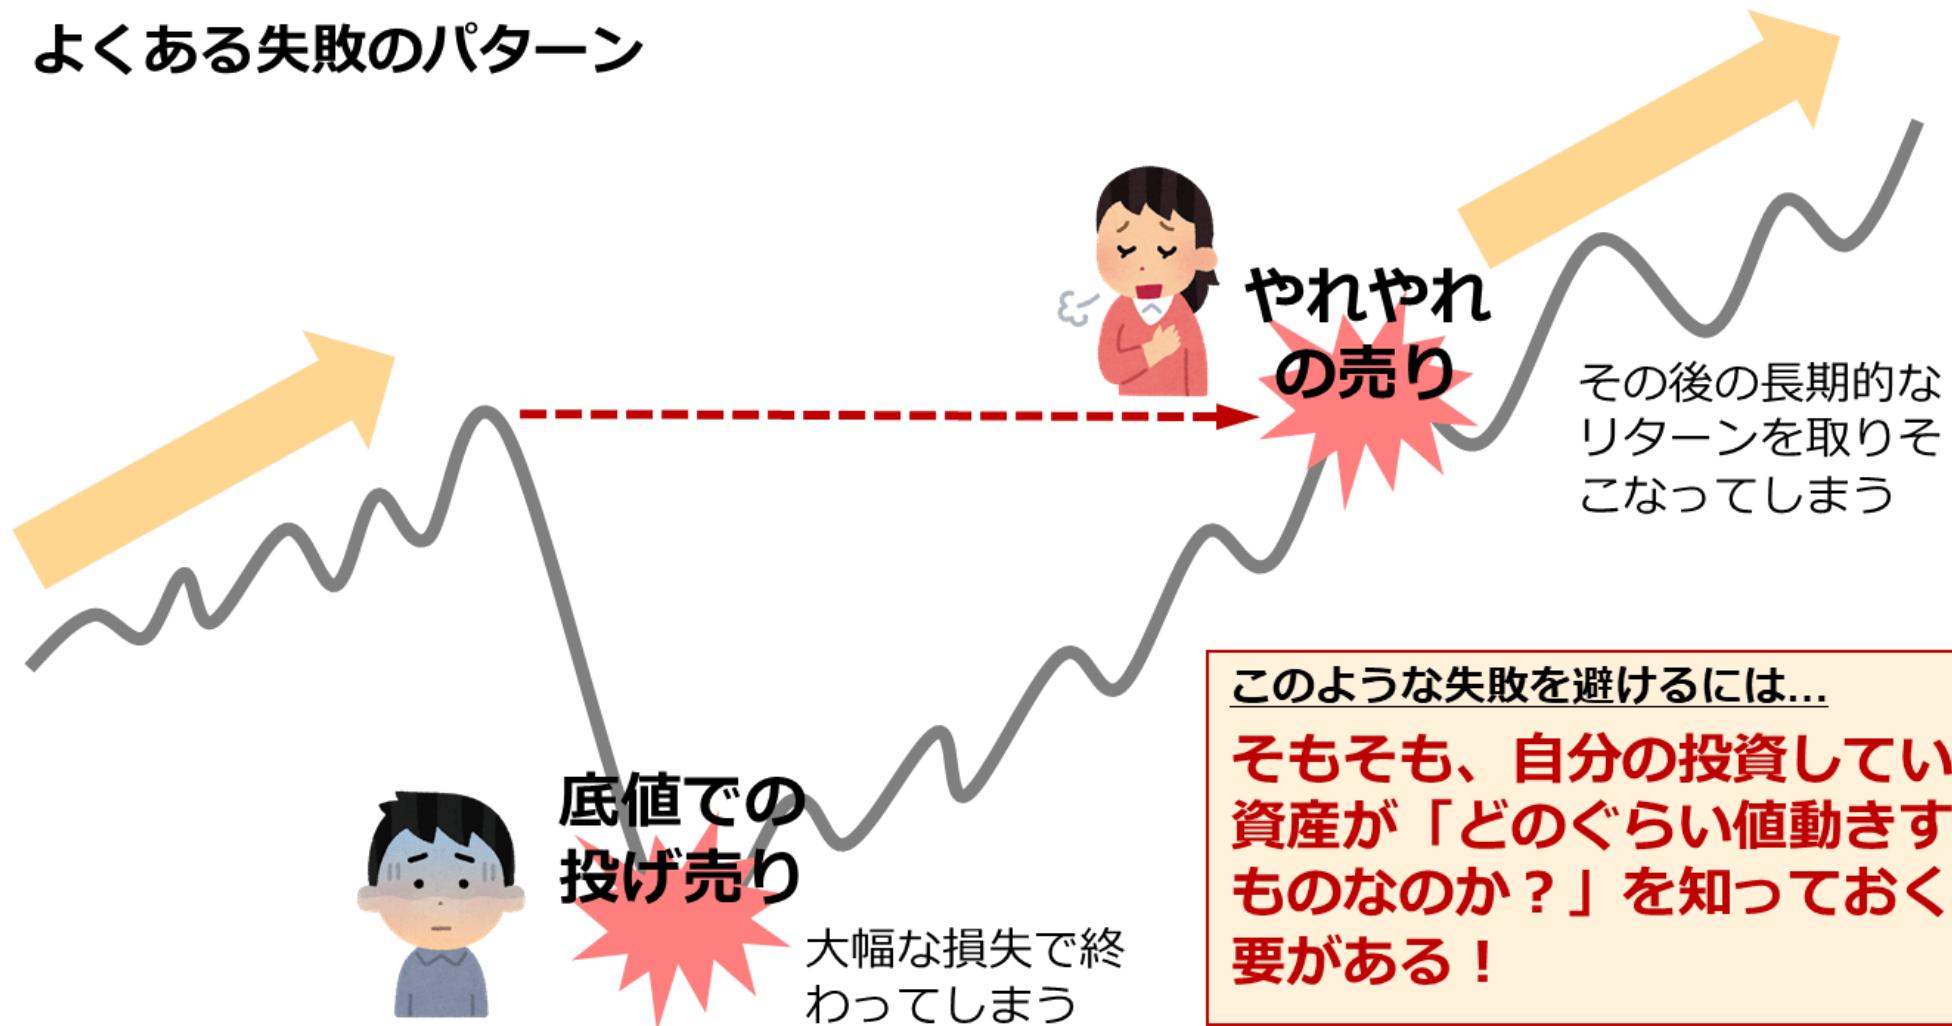 よくある失敗のパターン
やれやれ
の売り
その後の長期的な
リターンを取りそ
こなってしまう
底値での
投げ売り
大幅な損失で終
わってしまう
このような失敗を避けるには…
そもそも、自分の投資してい
資産が「どのぐらい値動きす
ものなのか？」を知っておく
要がある！